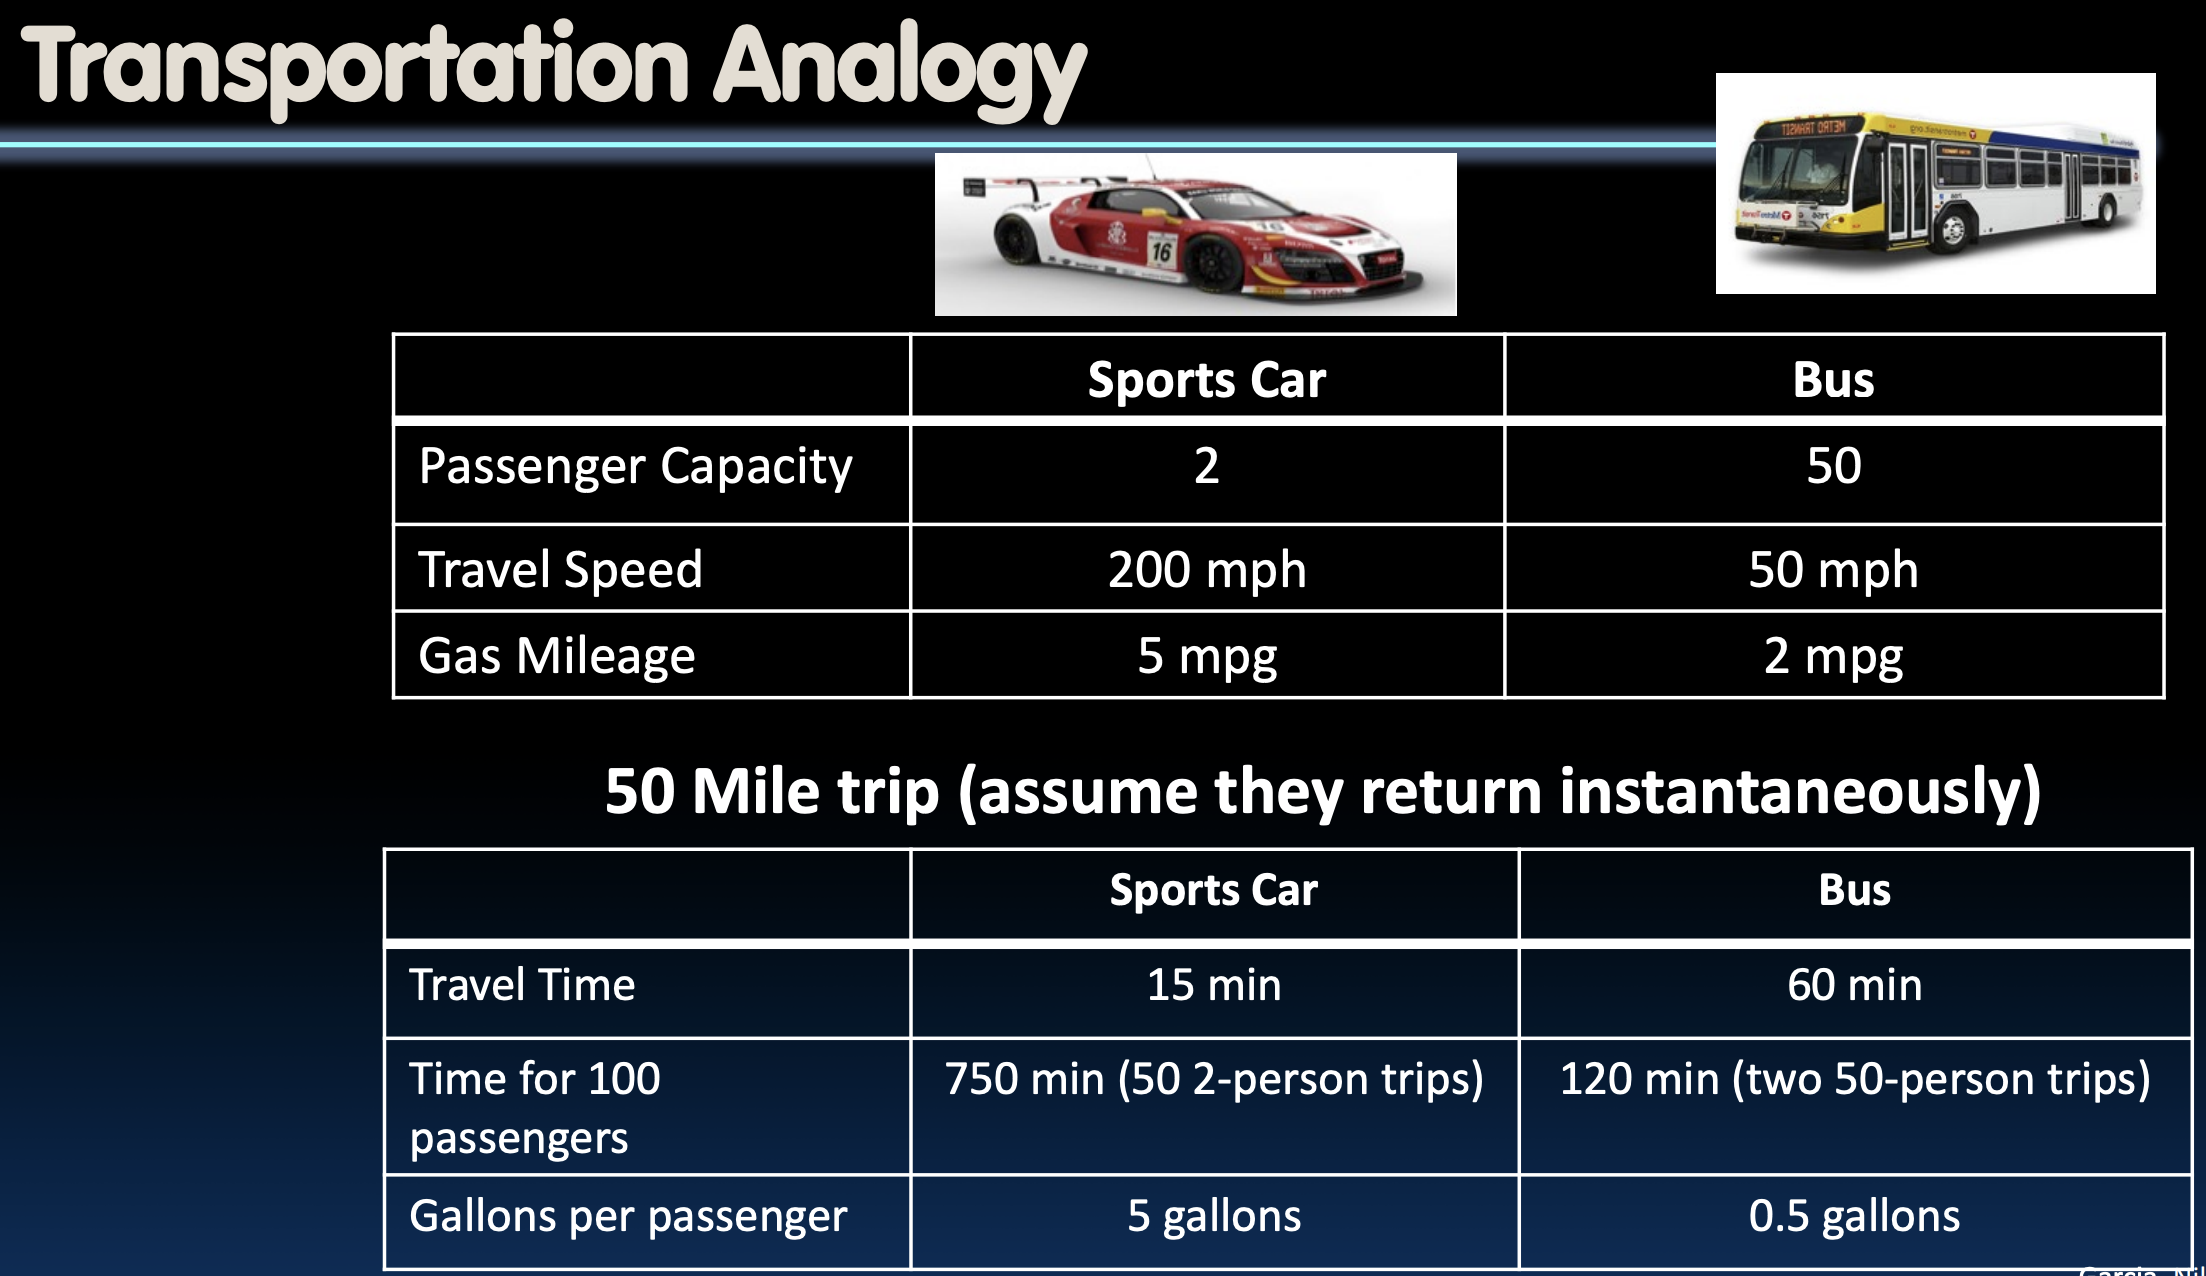 Transportation Analogy
METRO TRANSIT
16
Sports Car Bus
Passenger Capacity 2 50
Travel Speed 200 mph 50 mph
Gas Mileage 5 mpg 2 mpg
50 Mile trip (assume they return instantaneously)
Sports Car Bus
Travel Time 15 min 60 min
Time for 100 750 min (50 2-person trips) 120 min (two 50-person trips)
passengers
Gallons per passenger 5 gallons 0.5 gallons